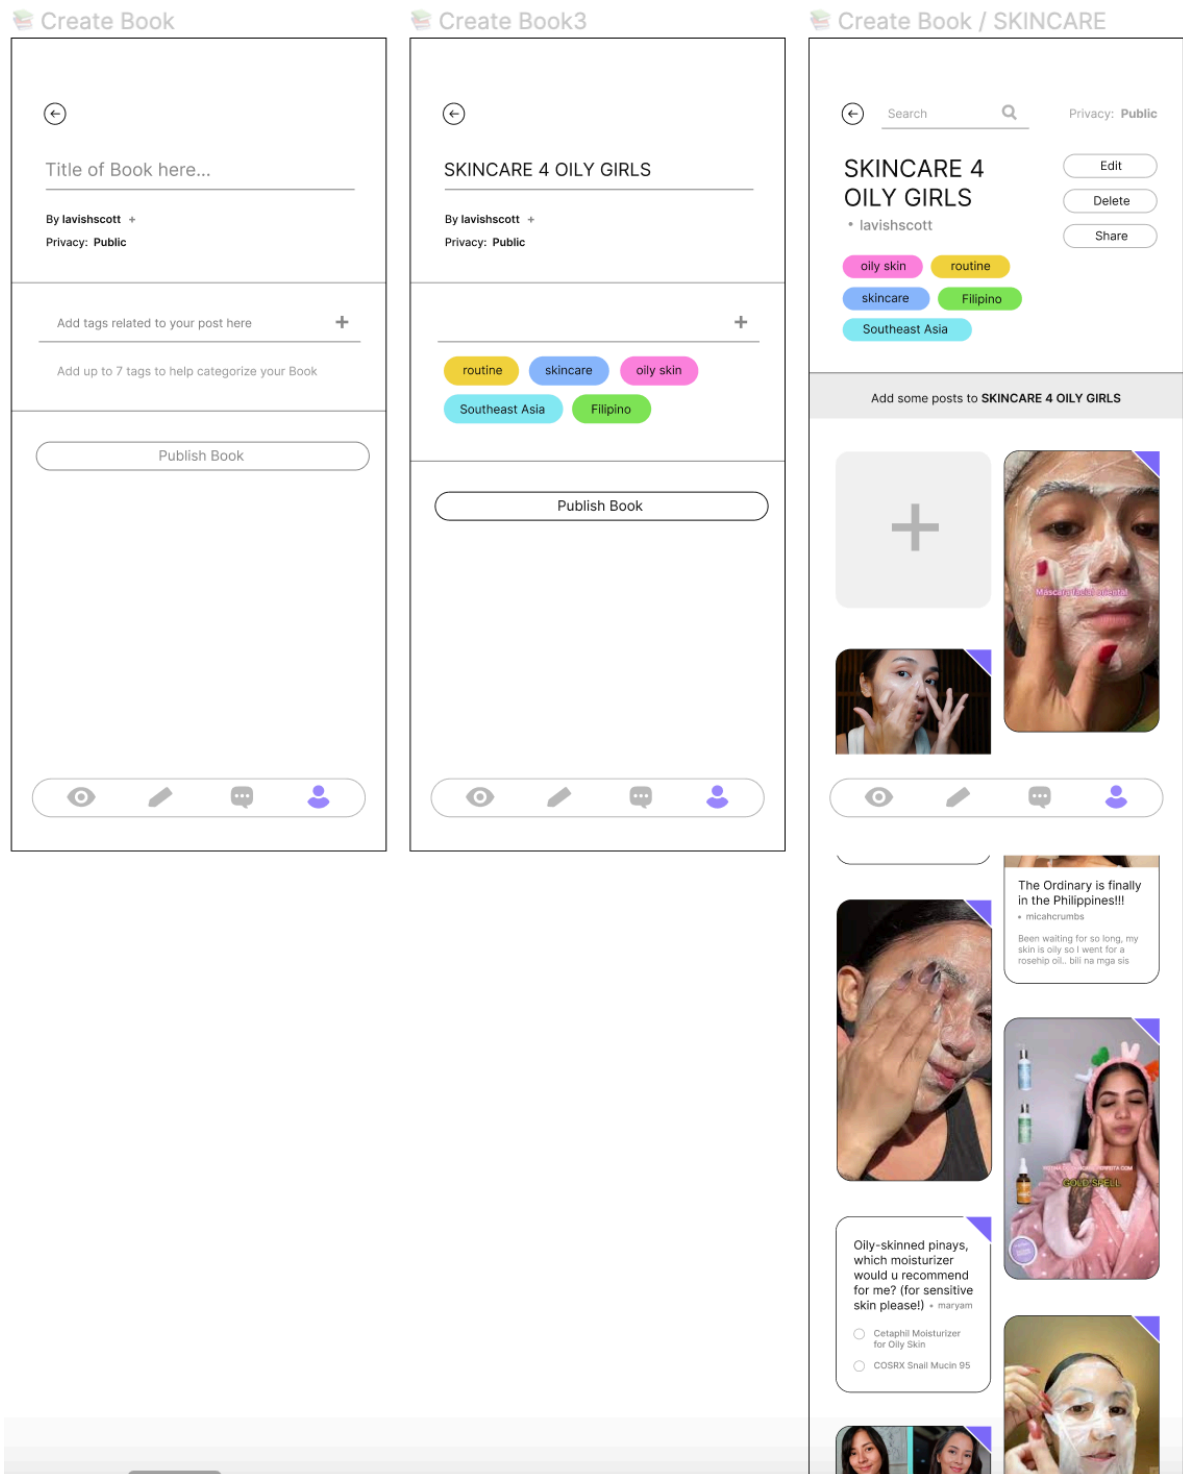 Create Book
Title of Book here...
By lavishscott +
Privacy: Public
Add tags related to your post here
Add up to 7 tags to help categorize your Book
Publish Book
Create Book3
SKINCARE 4 OILY GIRLS
By lavishscott +
Privacy: Public
routine
skincare
oily skin
Southeast Asia
Filipino
Publish Book
Create Book / SKINCARE
Search
Privacy: Public
SKINCARE 4
OILY GIRLS
• lavishscott
Edit
Delete
Share
oily skin
routine
skincare
Filipino
Southeast Asia
Add some posts to SKINCARE 4 OILY GIRLS
Mascara facial oriental
The Ordinary is finally
in the Philippines!!!
• micahcrumbs
Been waiting for so long, my
skin is oily so I went for a
rosehip oil.. bili na mga sis
GOLD SPELL
Oily-skinned pinays,
which moisturizer
would u recommend
for me? (for sensitive
skin please!) • maryam
Cetaphil Moisturizer
for Oily Skin
COSRX Snail Mucin 95